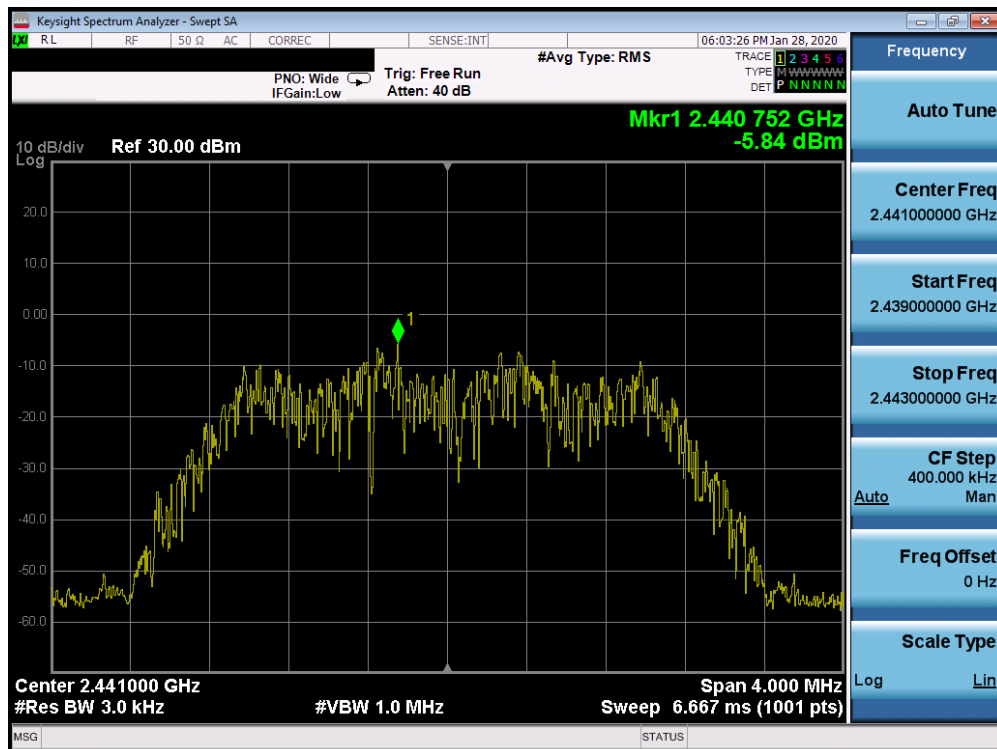 Keysight Spectrum Analyzer - Swept SA
LXI RL RF 50 Ω AC CORREC SENSE:INT 06:03:26 PM Jan 28, 2020
#Avg Type: RMS TRACE 1 2 3 4 5 6
PNO: Wide Trig: Free Run TYPE M WWWWW
IFGain:Low Atten: 40 dB DET P N N N N N
Mkr1 2.440 752 GHz
-5.84 dBm
10 dB/div Ref 30.00 dBm
Log
20.0
10.0
0.00
1
-10.0
-20.0
-30.0
-40.0
-50.0
-60.0
Center 2.441000 GHz Span 4.000 MHz
#Res BW 3.0 kHz #VBW 1.0 MHz Sweep 6.667 ms (1001 pts)
MSG STATUS
Frequency
Auto Tune
Center Freq
2.441000000 GHz
Start Freq
2.439000000 GHz
Stop Freq
2.443000000 GHz
CF Step
400.000 kHz
Auto Man
Freq Offset
0 Hz
Scale Type
Log Lin